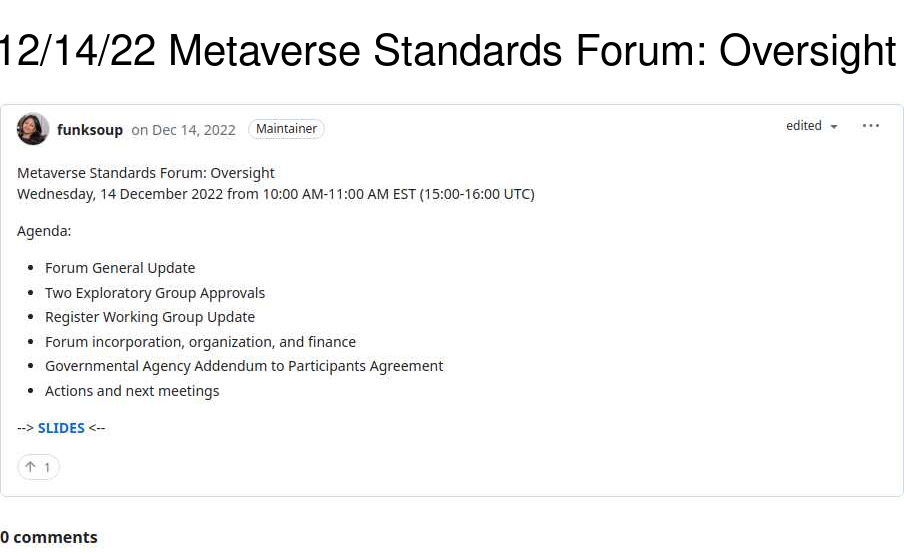 12/14/22 Metaverse Standards Forum: Oversight
funksoup on Dec 14, 2022 Maintainer
edited
Metaverse Standards Forum: Oversight
Wednesday, 14 December 2022 from 10:00 AM-11:00 AM EST (15:00-16:00 UTC)
Agenda:
• Forum General Update
• Two Exploratory Group Approvals
• Register Working Group Update
• Forum incorporation, organization, and finance
• Governmental Agency Addendum to Participants Agreement
• Actions and next meetings
--> SLIDES <--
↑ 1
0 comments